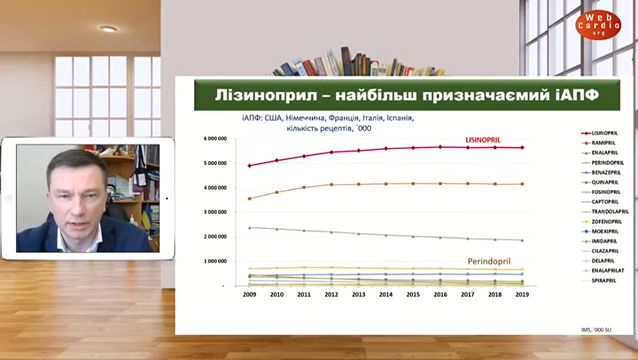 Web
Cardio
org
Лізиноприл – найбільш призначаємий іАПФ
іАПФ: США, Німеччина, Франція, Італія, Іспанія,
кількість рецептів, `000
6 000 000
5 000 000
4 000 000
3 000 000
2 000 000
1 000 000
-
2009 2010 2011 2012 2013 2014 2015 2016 2017 2018 2019
LISINOPRIL
Perindopril
LISINOPRIL
RAMIPRIL
ENALAPRIL
PERINDOPRIL
BENAZEPRIL
QUINAPRIL
FOSINOPRIL
CAPTOPRIL
TRANDOLAPRIL
ZOFENOPRIL
MOEXIPRIL
IMIDAPRIL
CILAZAPRIL
DELAPRIL
ENALAPRILAT
SPIRAPRIL
IMS, `000 SU